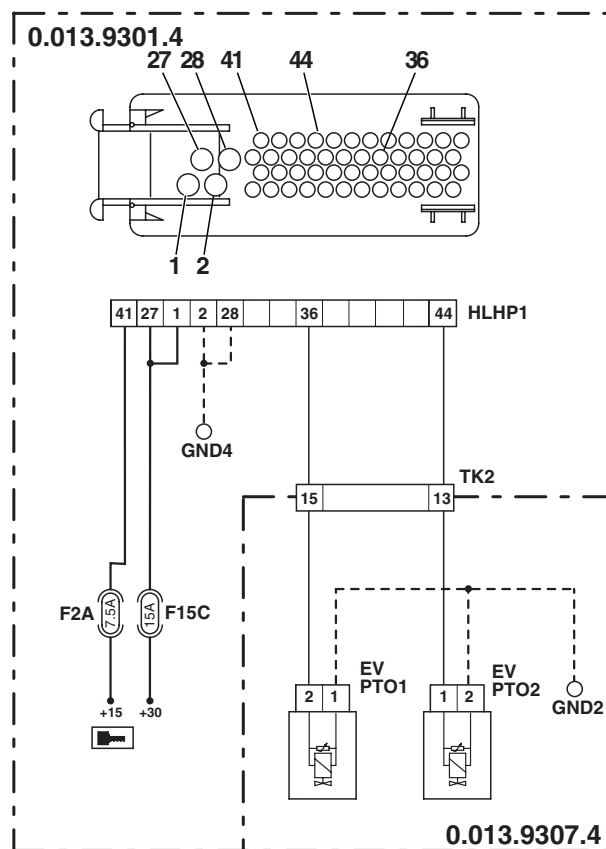 0.013.9301.4
27 28 41 44 36
1 2
41 27 1 2 28 36 44 HLHP1
GND4
TK2
15 13
F2A 7.5A 15A F15C
EV
PTO1
EV
PTO2
2 1 1 2
GND2
+15 +30
0.013.9307.4